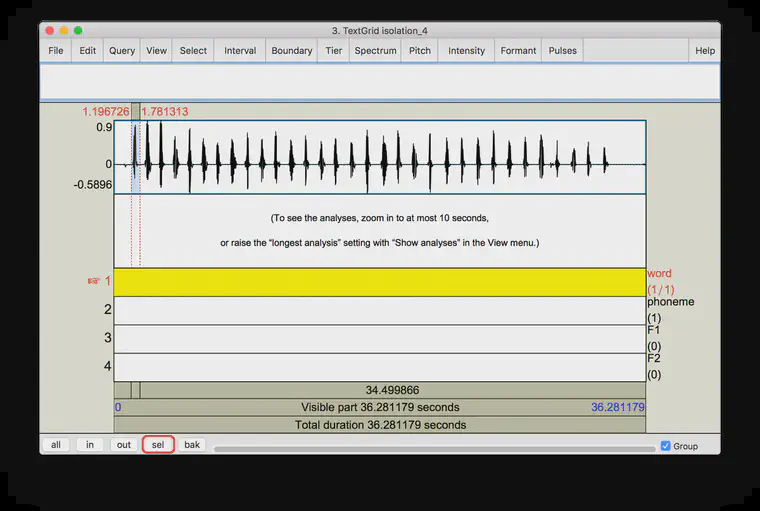 3. TextGrid isolation_4
File Edit Query View Select Interval Boundary Tier Spectrum Pitch Intensity Formant Pulses Help
1.196726 1.781313
0.9
0
-0.5896
(To see the analyses, zoom in to at most 10 seconds,
or raise the "longest analysis" setting with "Show analyses" in the View menu.)
☞ 1 word
(1/1)
2 phoneme
(1)
3 F1
(0)
4 F2
(0)
34.499866
0 Visible part 36.281179 seconds 36.281179
Total duration 36.281179 seconds
all in out sel bak Group